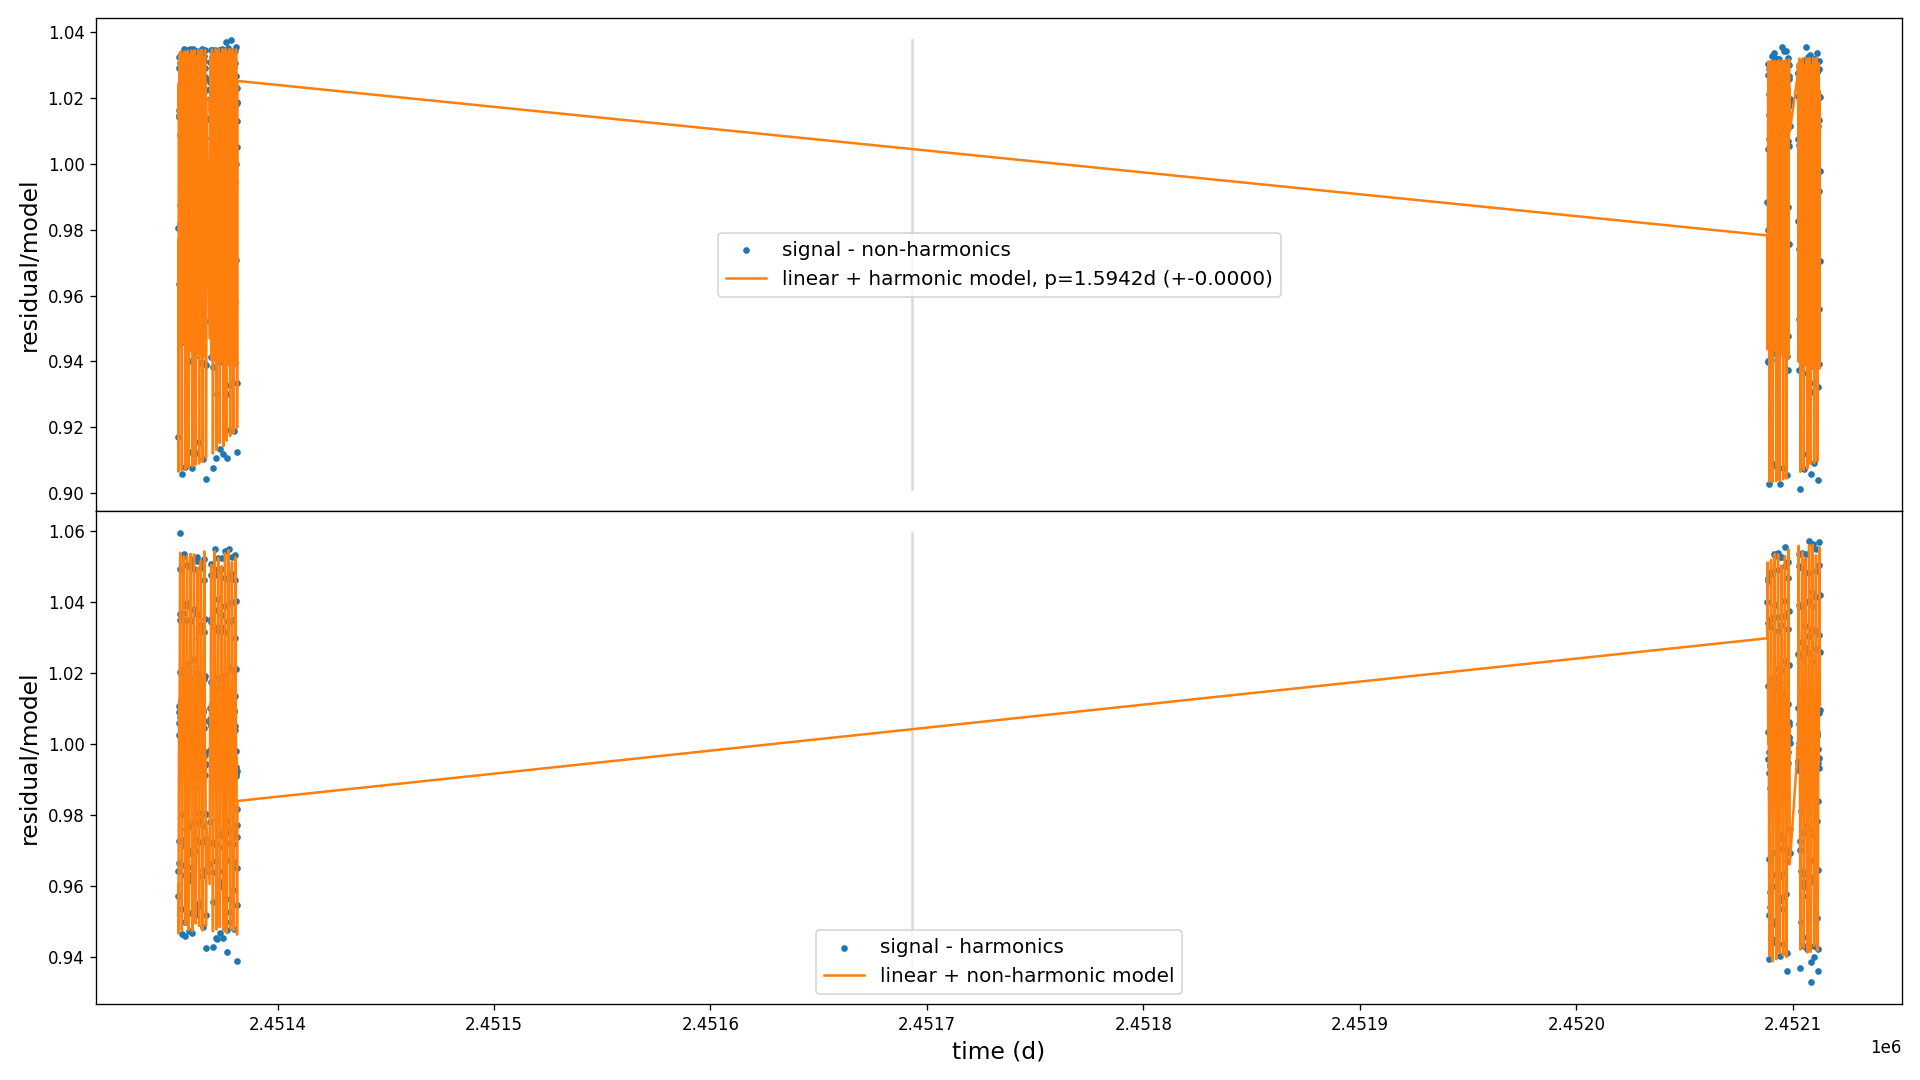 1.04
1.02
1.00
0.98
0.96
0.94
0.92
0.90
residual/model
signal - non-harmonics
linear + harmonic model, p=1.5942d (+-0.0000)
1.06
1.04
1.02
1.00
0.98
0.96
0.94
residual/model
signal - harmonics
linear + non-harmonic model
2.4514 2.4515 2.4516 2.4517 2.4518 2.4519 2.4520 2.4521
1e6
time (d)